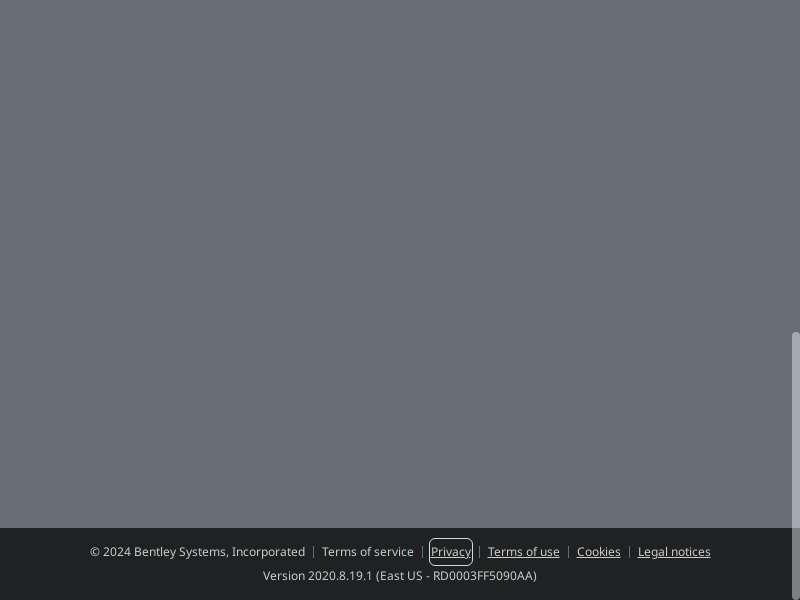 © 2024 Bentley Systems, Incorporated | Terms of service | Privacy | Terms of use | Cookies | Legal notices
Version 2020.8.19.1 (East US - RD0003FF5090AA)